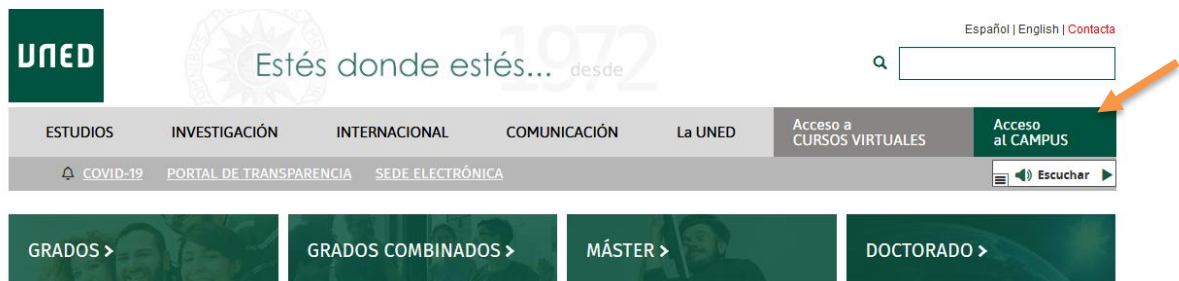 Español | English | Contacta
UNED
Estés donde estés... desde 1972
ESTUDIOS INVESTIGACIÓN INTERNACIONAL COMUNICACIÓN La UNED
Acceso a
CURSOS VIRTUALES
Acceso
al CAMPUS
COVID-19 PORTAL DE TRANSPARENCIA SEDE ELECTRÓNICA
Escuchar
GRADOS > GRADOS COMBINADOS > MÁSTER > DOCTORADO >